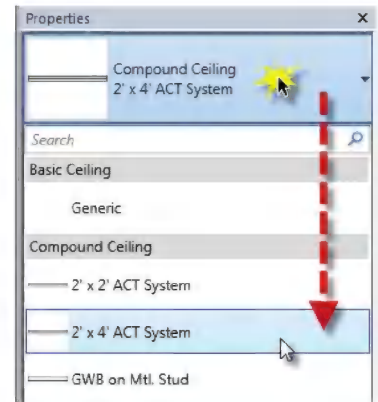 Properties
Compound Ceiling
2' x 4' ACT System
Search
Basic Ceiling
Generic
Compound Ceiling
2' x 2' ACT System
2' x 4' ACT System
GWB on Mtl. Stud